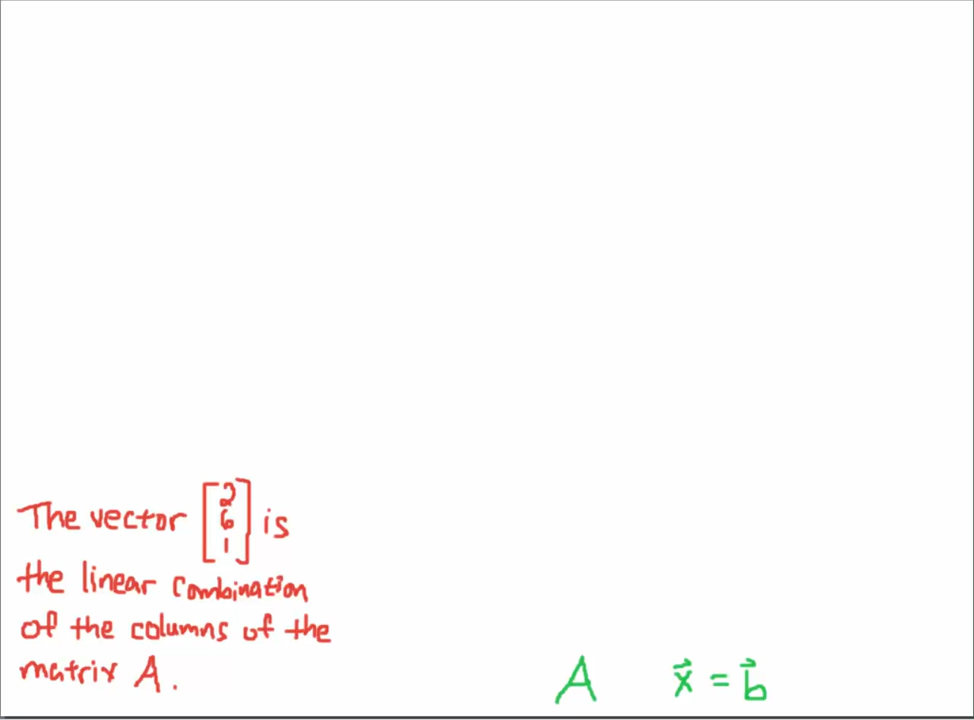 The vector [2 6 1] is
the linear combination
of the columns of the
matrix A.
A x⃗ = b⃗